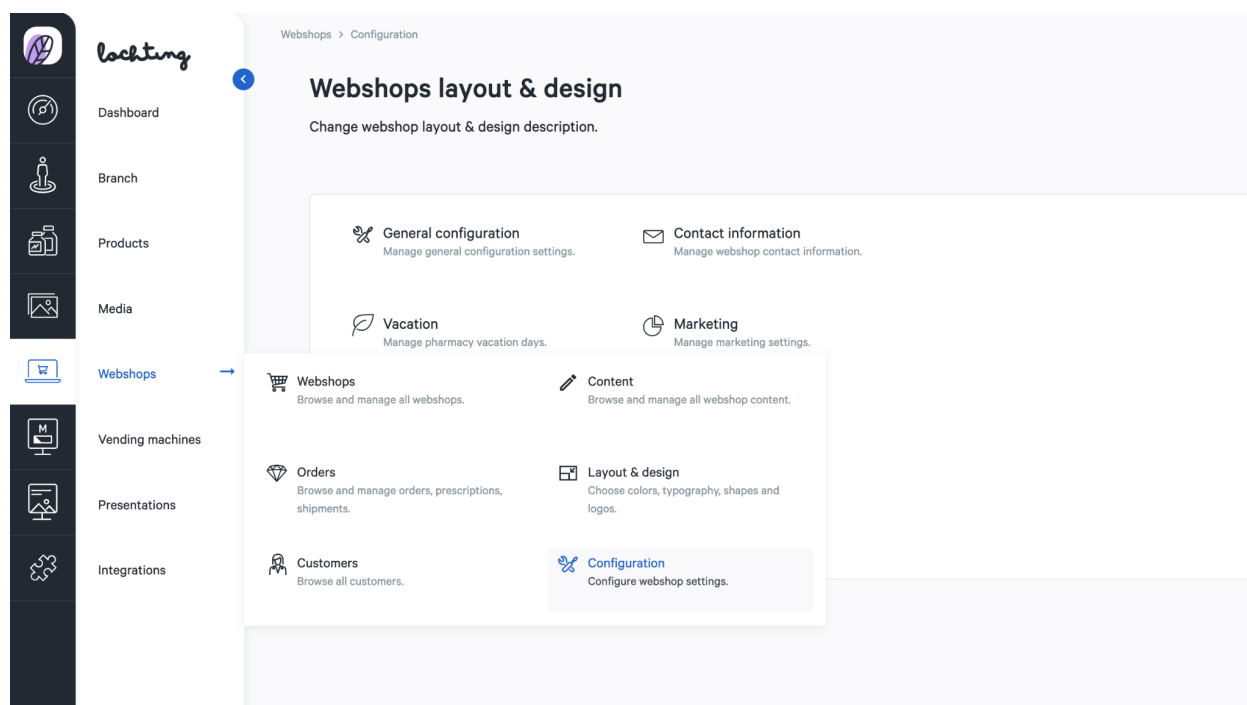 lochting
Dashboard
Branch
Products
Media
Webshops
Vending machines
Presentations
Integrations
Webshops > Configuration
Webshops layout & design
Change webshop layout & design description.
General configuration
Manage general configuration settings.
Contact information
Manage webshop contact information.
Vacation
Manage pharmacy vacation days.
Marketing
Manage marketing settings.
Webshops
Browse and manage all webshops.
Content
Browse and manage all webshop content.
Orders
Browse and manage orders, prescriptions,
shipments.
Layout & design
Choose colors, typography, shapes and
logos.
Customers
Browse all customers.
Configuration
Configure webshop settings.
M